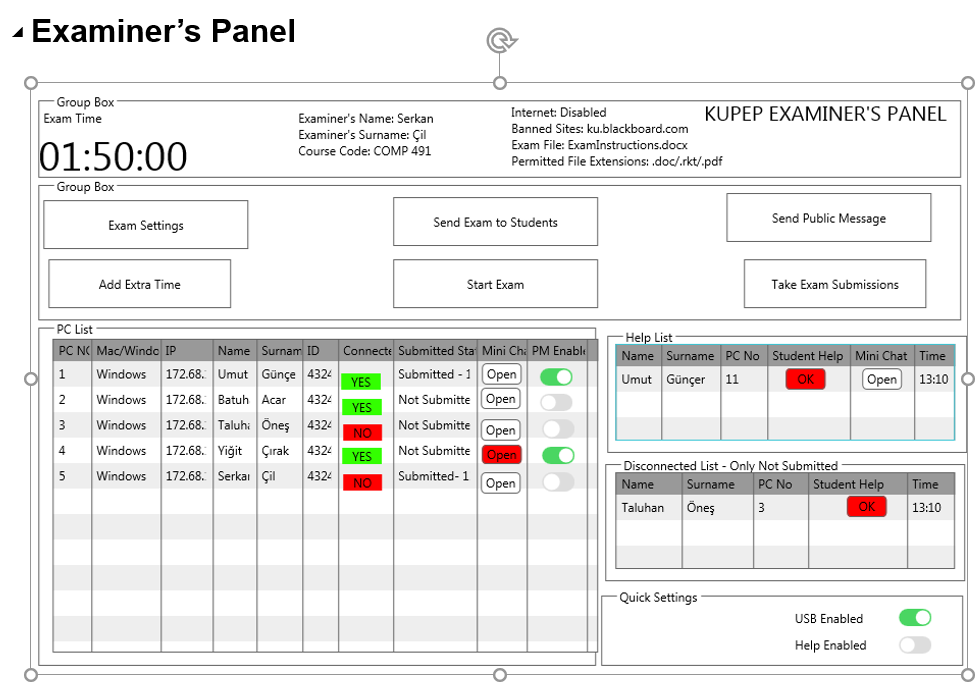 Examiner's Panel
Group Box
Exam Time
01:50:00
Examiner's Name: Serkan
Examiner's Surname: Çil
Course Code: COMP 491
Internet: Disabled
Banned Sites: ku.blackboard.com
Exam File: ExamInstructions.docx
Permitted File Extensions: .doc/.rkt/.pdf
KUPEP EXAMINER'S PANEL
Group Box
Exam Settings
Send Exam to Students
Send Public Message
Add Extra Time
Start Exam
Take Exam Submissions
PC List
PC NO Mac/Windo IP Name Surnam ID Connecte Submitted Sta Mini Cha PM Enable
1 Windows 172.68. Umut Günçe 4324 YES Submitted - 1 Open
2 Windows 172.68. Batuh Acar 4324 YES Not Submitte Open
3 Windows 172.68. Taluha Öneş 4324 NO Not Submitte Open
4 Windows 172.68. Yiğit Çırak 4324 YES Not Submitte Open
5 Windows 172.68. Serkan Çil 4324 NO Submitted- 1 Open
Help List
Name Surname PC No Student Help Mini Chat Time
Umut Günçer 11 OK Open 13:10
Disconnected List - Only Not Submitted
Name Surname PC No Student Help Time
Taluhan Öneş 3 OK 13:10
Quick Settings
USB Enabled
Help Enabled